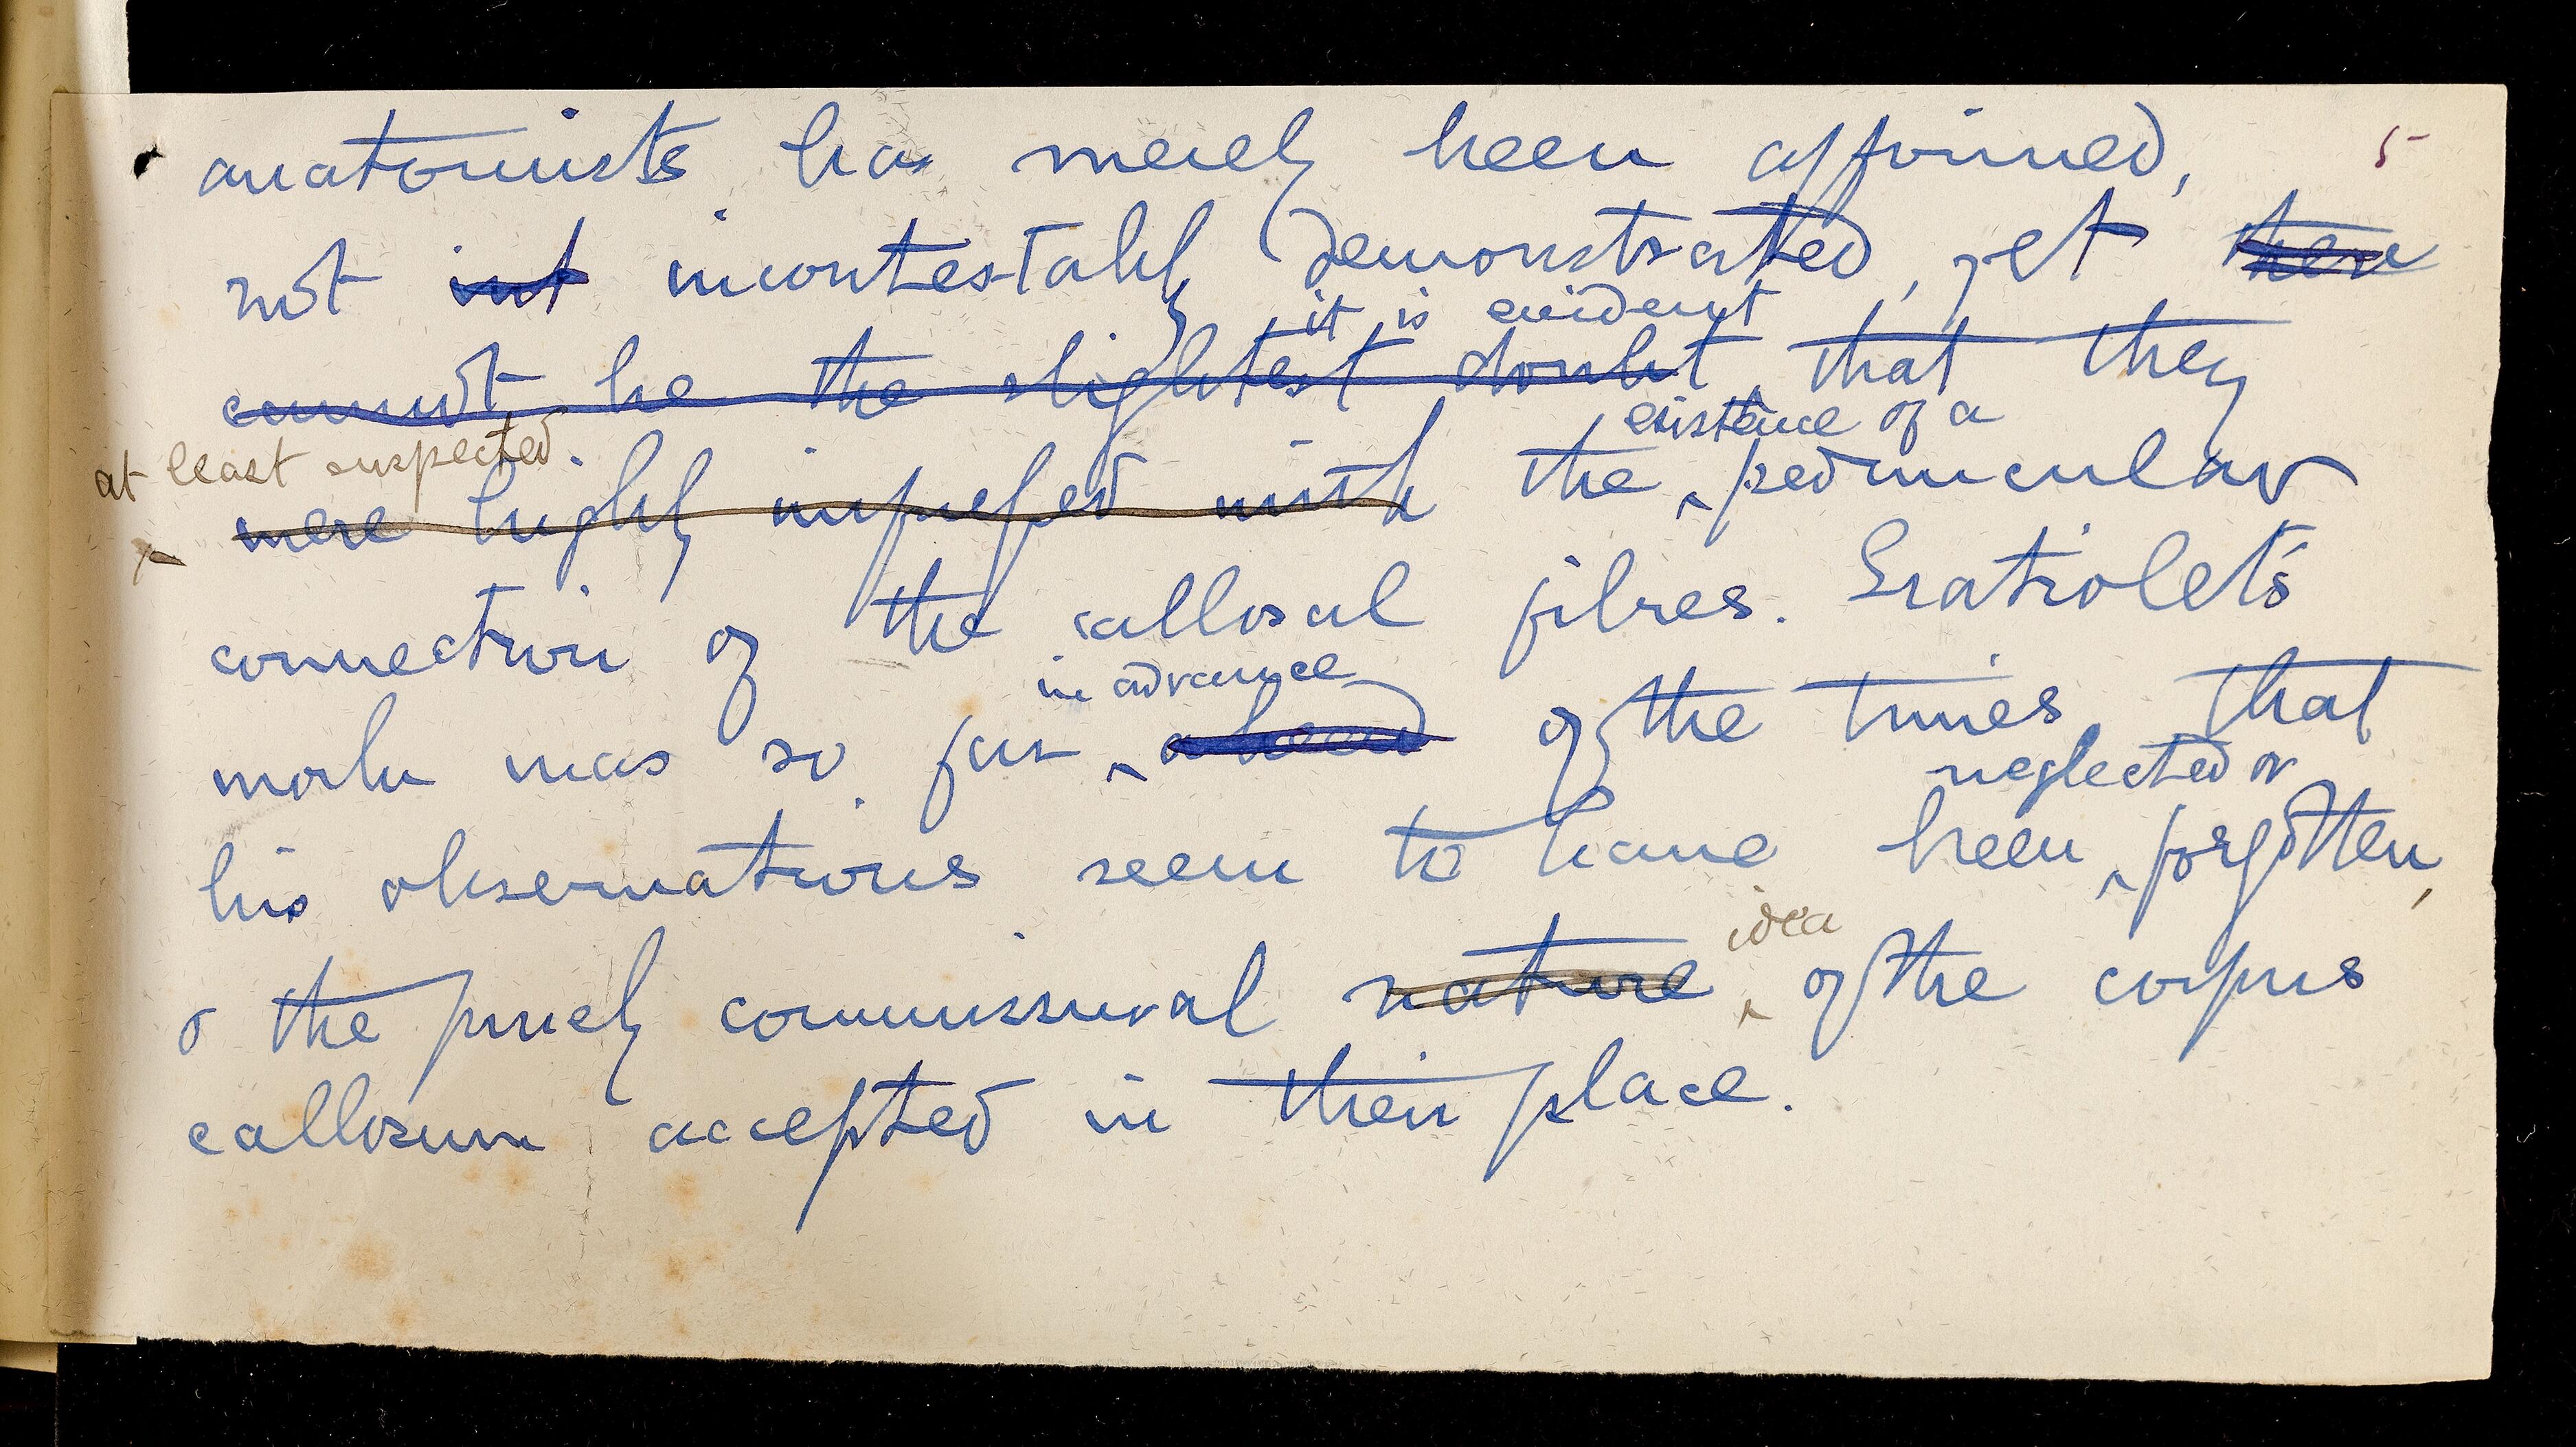 5
anatomists has merely been affirmed,
not int incontestably demonstrated, yet there
it is evident
cannot be the slightest doubt that they
existence of a
at least suspected
were highly impressed with the pedunculav
connection of the callosal fibres. Gratiolet's
in advance
work was so far ahead of the times that
neglected or
his observations seem to have been forgotten,
idea
& the purely commissural nature of the corpus
callosum accepted in their place.